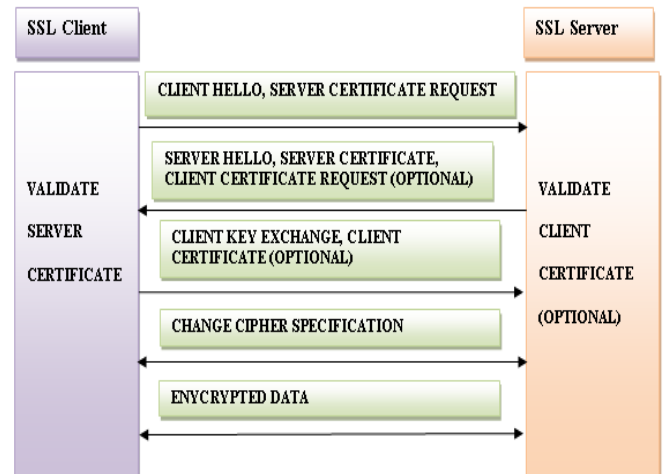 SSL Client
SSL Server
CLIENT HELLO, SERVER CERTIFICATE REQUEST
SERVER HELLO, SERVER CERTIFICATE,
CLIENT CERTIFICATE REQUEST (OPTIONAL)
VALIDATE
SERVER
CERTIFICATE
VALIDATE
CLIENT
CERTIFICATE
(OPTIONAL)
CLIENT KEY EXCHANGE, CLIENT
CERTIFICATE (OPTIONAL)
CHANGE CIPHER SPECIFICATION
ENYCRYPTED DATA